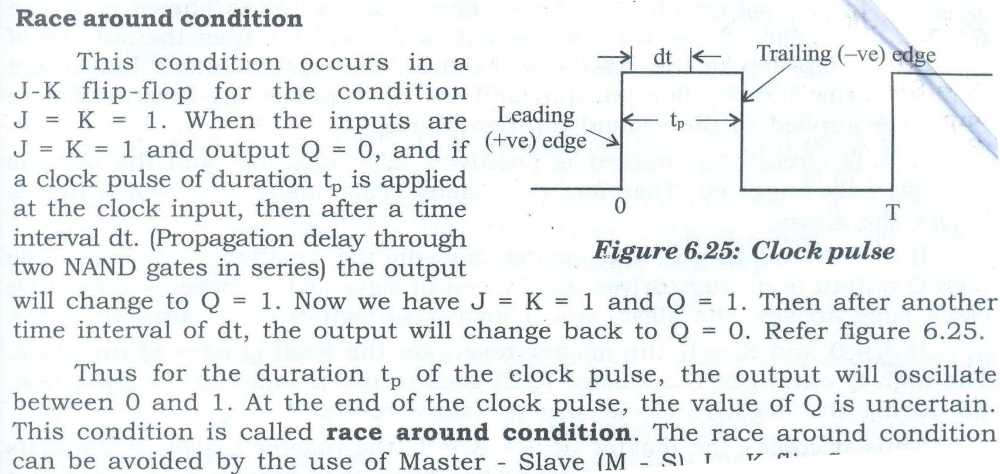 Race around condition
This condition occurs in a
J-K flip-flop for the condition
J = K = 1. When the inputs are
J = K = 1 and output Q = 0, and if
a clock pulse of duration tp is applied
at the clock input, then after a time
interval dt. (Propagation delay through
two NAND gates in series) the output
dt
Trailing (–ve) edge
Leading
(+ve) edge
tp
0
T
Figure 6.25: Clock pulse
will change to Q = 1. Now we have J = K = 1 and Q = 1. Then after another
time interval of dt, the output will change back to Q = 0. Refer figure 6.25.
Thus for the duration tp of the clock pulse, the output will oscillate
between 0 and 1. At the end of the clock pulse, the value of Q is uncertain.
This condition is called race around condition. The race around condition
can be avoided by the use of Master - Slave (M - S)